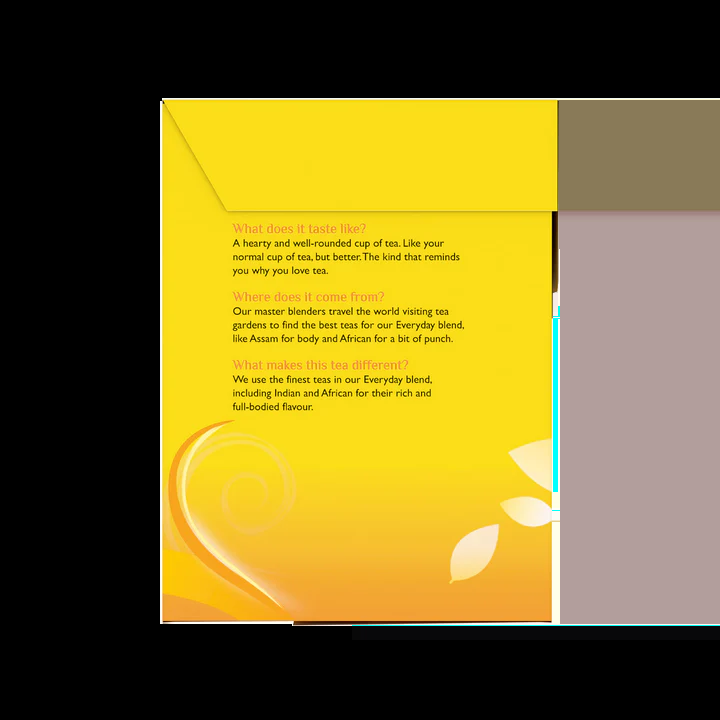 What does it taste like?
A hearty and well-rounded cup of tea. Like your
normal cup of tea, but better. The kind that reminds
you why you love tea.
Where does it come from?
Our master blenders travel the world visiting tea
gardens to find the best teas for our Everyday blend,
like Assam for body and African for a bit of punch.
What makes this tea different?
We use the finest teas in our Everyday blend,
including Indian and African for their rich and
full-bodied flavour.